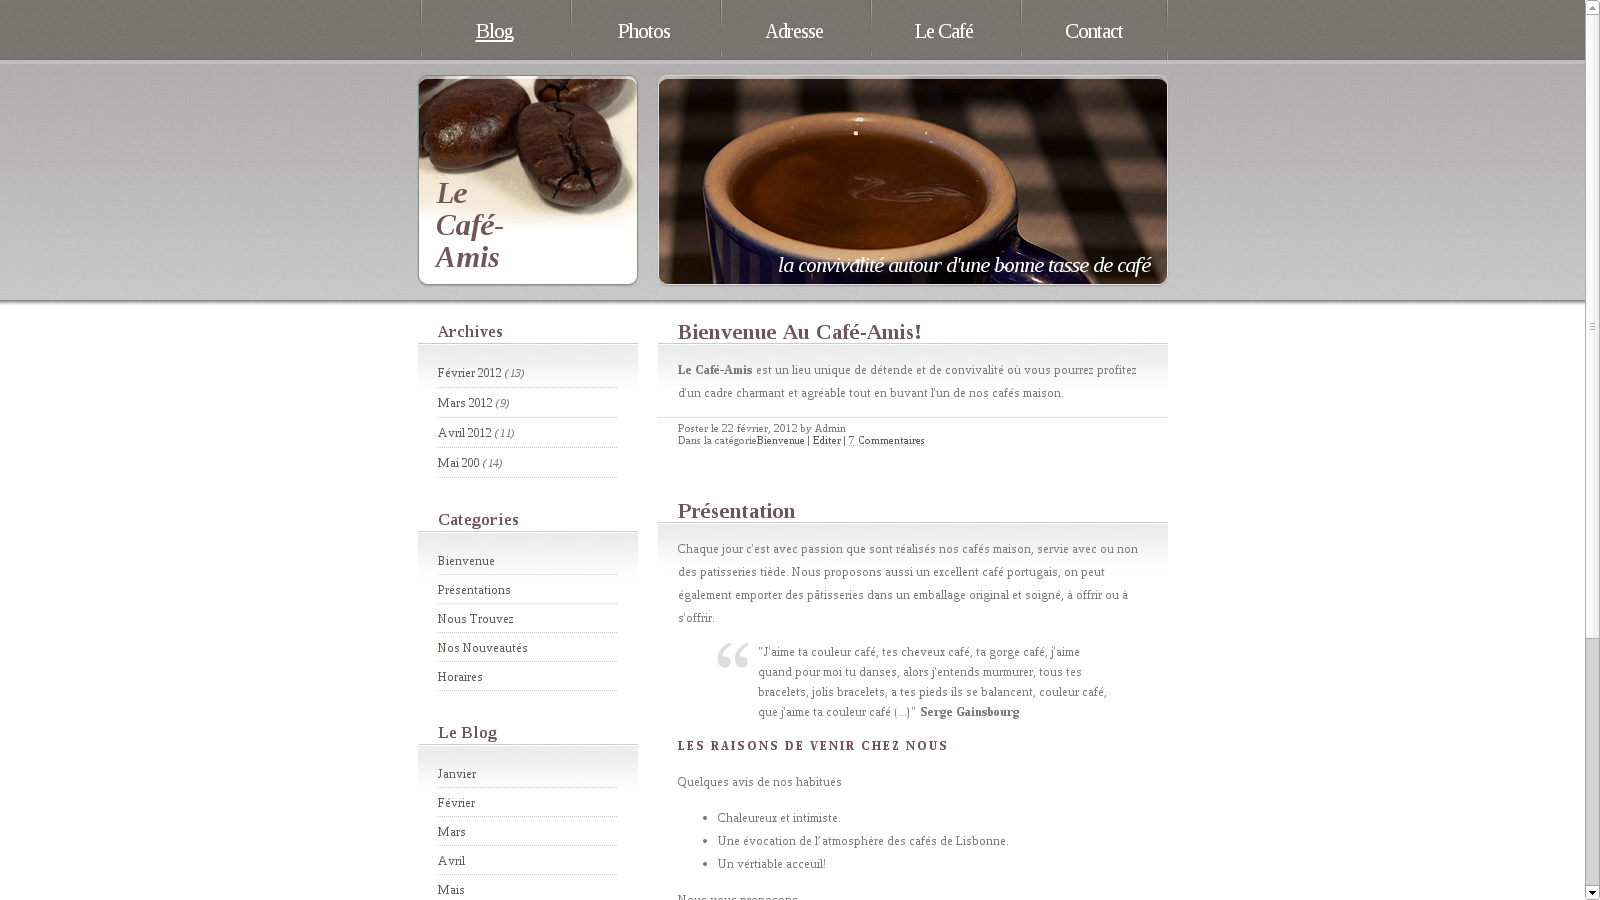 Blog Photos Adresse Le Café Contact
Le
Café-
Amis
la convivalité autour d'une bonne tasse de café
Archives
Février 2012 (13)
Mars 2012 (9)
Avril 2012 (11)
Mai 200 (14)
Categories
Bienvenue
Présentations
Nous Trouvez
Nos Nouveautés
Horaires
Le Blog
Janvier
Février
Mars
Avril
Mais
Bienvenue Au Café-Amis!
Le Café-Amis est un lieu unique de détende et de convivalité où vous pourrez profitez
d'un cadre charmant et agréable tout en buvant l'un de nos cafés maison.
Poster le 22 février, 2012 by Admin
Dans la catégorieBienvenue | Editer | 7 Commentaires
Présentation
Chaque jour c'est avec passion que sont réalisés nos cafés maison, servie avec ou non
des patisseries tiède. Nous proposons aussi un excellent café portugais, on peut
également emporter des pâtisseries dans un emballage original et soigné, à offrir ou à
s'offrir.
"J'aime ta couleur café, tes cheveux café, ta gorge café, j'aime
quand pour moi tu danses, alors j'entends murmurer, tous tes
bracelets, jolis bracelets, a tes pieds ils se balancent, couleur café,
que j'aime ta couleur café (...)" Serge Gainsbourg
LES RAISONS DE VENIR CHEZ NOUS
Quelques avis de nos habitués
• Chaleureux et intimiste.
• Une évocation de l’atmosphère des cafés de Lisbonne.
• Un vértiable acceuil!
Nous vous proposons